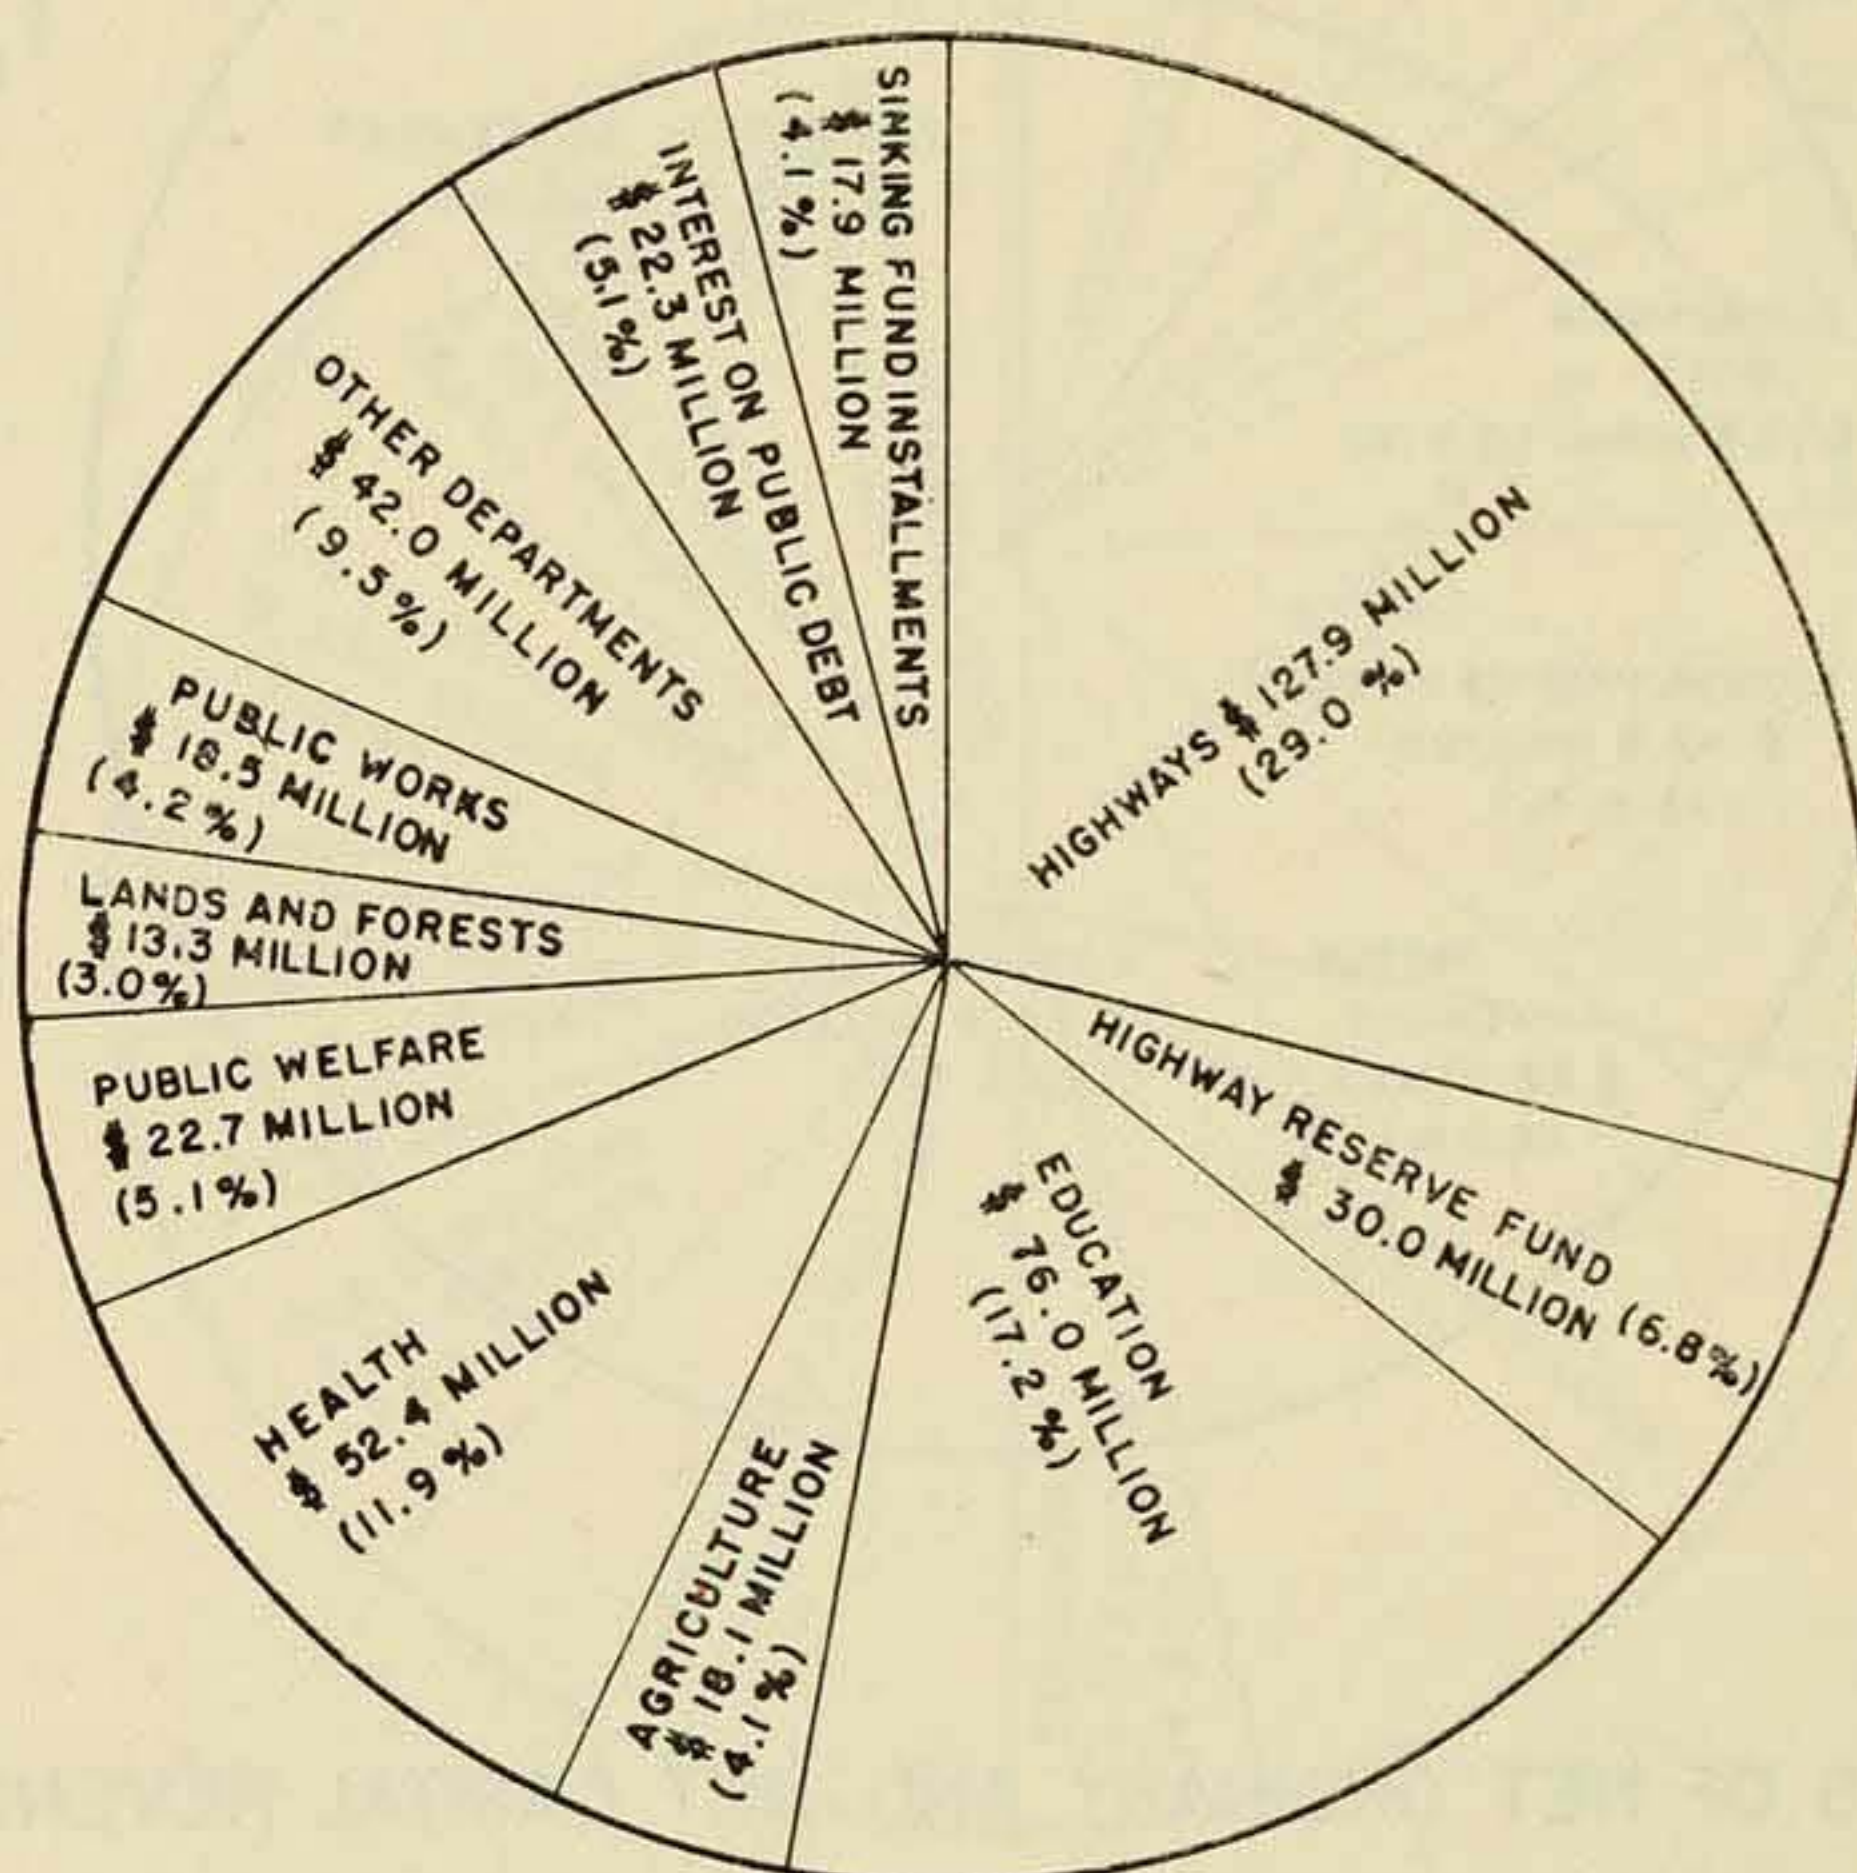 SINKING FUND INSTALLMENTS
$ 17.9 MILLION
(4.1 %)
HIGHWAYS $ 127.9 MILLION
(29.0 %)
HIGHWAY RESERVE FUND
$ 30.0 MILLION (6.8%)
EDUCATION
$ 76.0 MILLION
(17.2 %)
AGRICULTURE
$ 18.1 MILLION
(4.1 %)
HEALTH
$ 52.4 MILLION
(11.9 %)
PUBLIC WELFARE
$ 22.7 MILLION
(5.1%)
LANDS AND FORESTS
$ 13.3 MILLION
(3.0%)
PUBLIC WORKS
$ 18.5 MILLION
(4.2 %)
OTHER DEPARTMENTS
$ 42.0 MILLION
(9.5%)
INTEREST ON PUBLIC DEBT
$ 22.3 MILLION
(5.1 %)